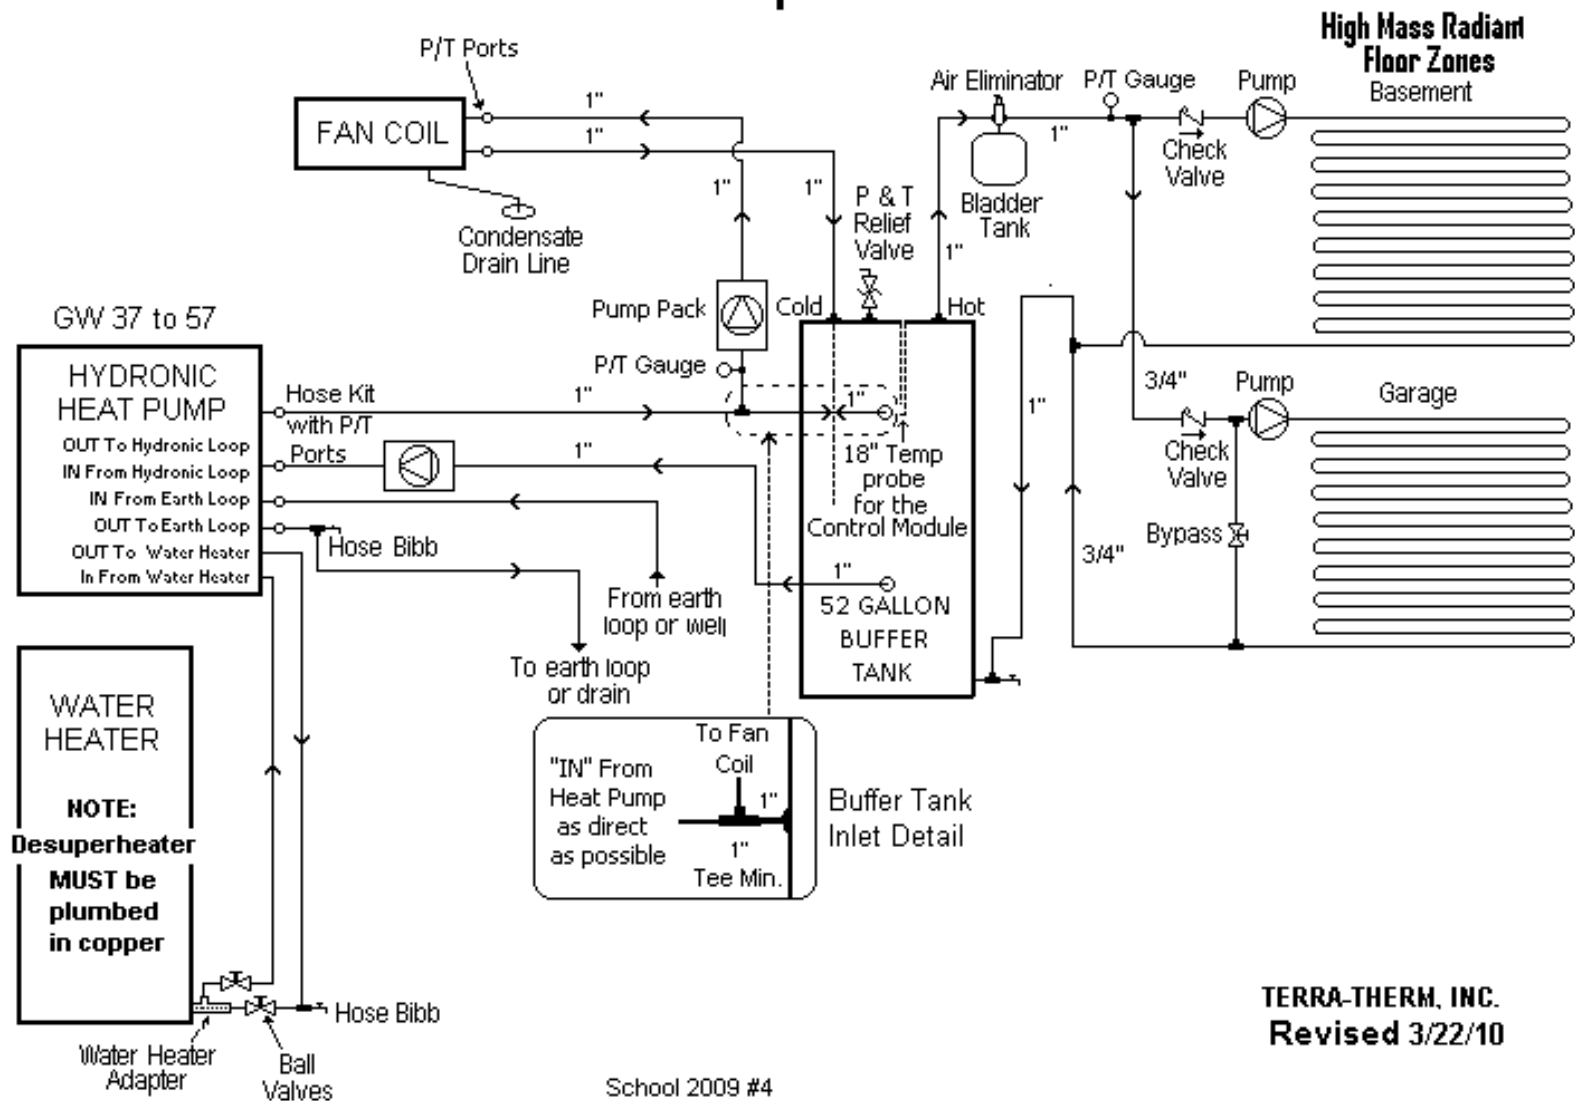 High Mass Radiant
Floor Zones
Basement
P/T Ports
Air Eliminator
P/T Gauge
Pump
1"
1"
FAN COIL
1"
Check
Valve
1"
1"
P & T
Relief
Valve
Bladder
Tank
1"
Condensate
Drain Line
GW 37 to 57
Pump Pack
Cold
Hot
P/T Gauge
HYDRONIC
HEAT PUMP
OUT To Hydronic Loop
IN From Hydronic Loop
IN From Earth Loop
OUT To Earth Loop
OUT To Water Heater
In From Water Heater
Hose Kit
with P/T
Ports
1"
1"
1"
3/4"
Pump
Garage
1"
Check
Valve
18" Temp
probe
for the
Control Module
Hose Bibb
Bypass
3/4"
1"
From earth
loop or well
52 GALLON
BUFFER
TANK
To earth loop
or drain
WATER
HEATER
NOTE:
Desuperheater
MUST be
plumbed
in copper
To Fan
Coil
"IN" From
Heat Pump
as direct
as possible
1"
1"
Tee Min.
Buffer Tank
Inlet Detail
Hose Bibb
Water Heater
Adapter
Ball
Valves
TERRA-THERM, INC.
Revised 3/22/10
School 2009 #4